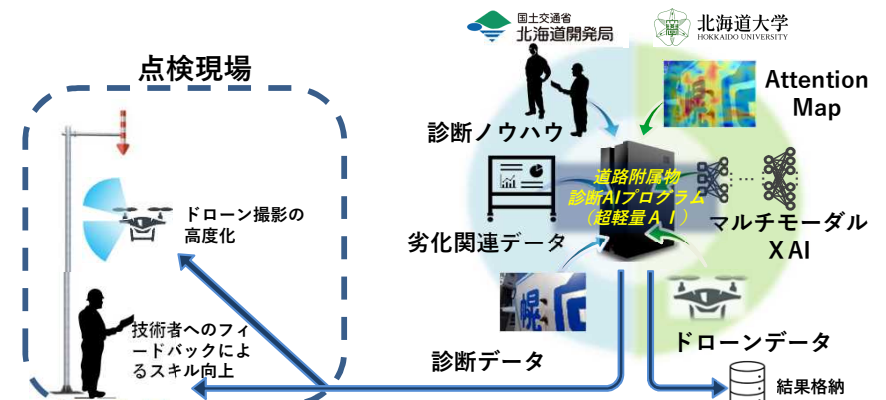 点検現場
国土交通省
北海道開発局
北海道大学
HOKKAIDO UNIVERSITY
Attention
Map
診断ノウハウ
道路附属物
診断AIプログラム
（超軽量ＡＩ）
マルチモーダル
ＸAI
劣化関連データ
ドローン撮影の
高度化
幌
技術者へのフィ
ードバックによ
るスキル向上
診断データ
ドローンデータ
結果格納